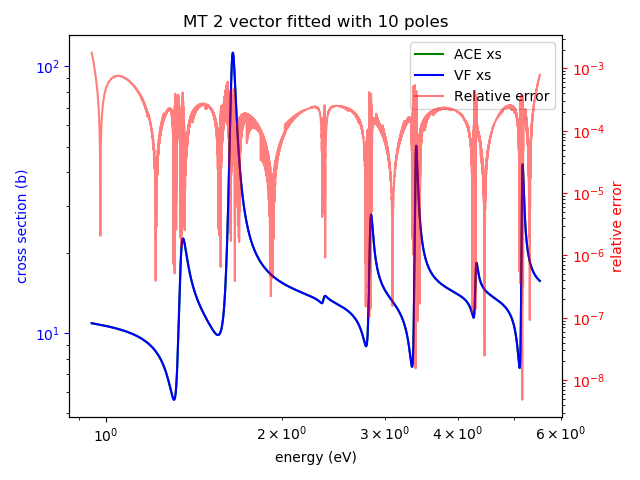 MT 2 vector fitted with 10 poles
ACE xs
VF xs
Relative error
10²
10¹
cross section (b)
10⁻³
10⁻⁴
10⁻⁵
10⁻⁶
10⁻⁷
10⁻⁸
relative error
10⁰ 2 × 10⁰ 3 × 10⁰ 4 × 10⁰ 6 × 10⁰
energy (eV)